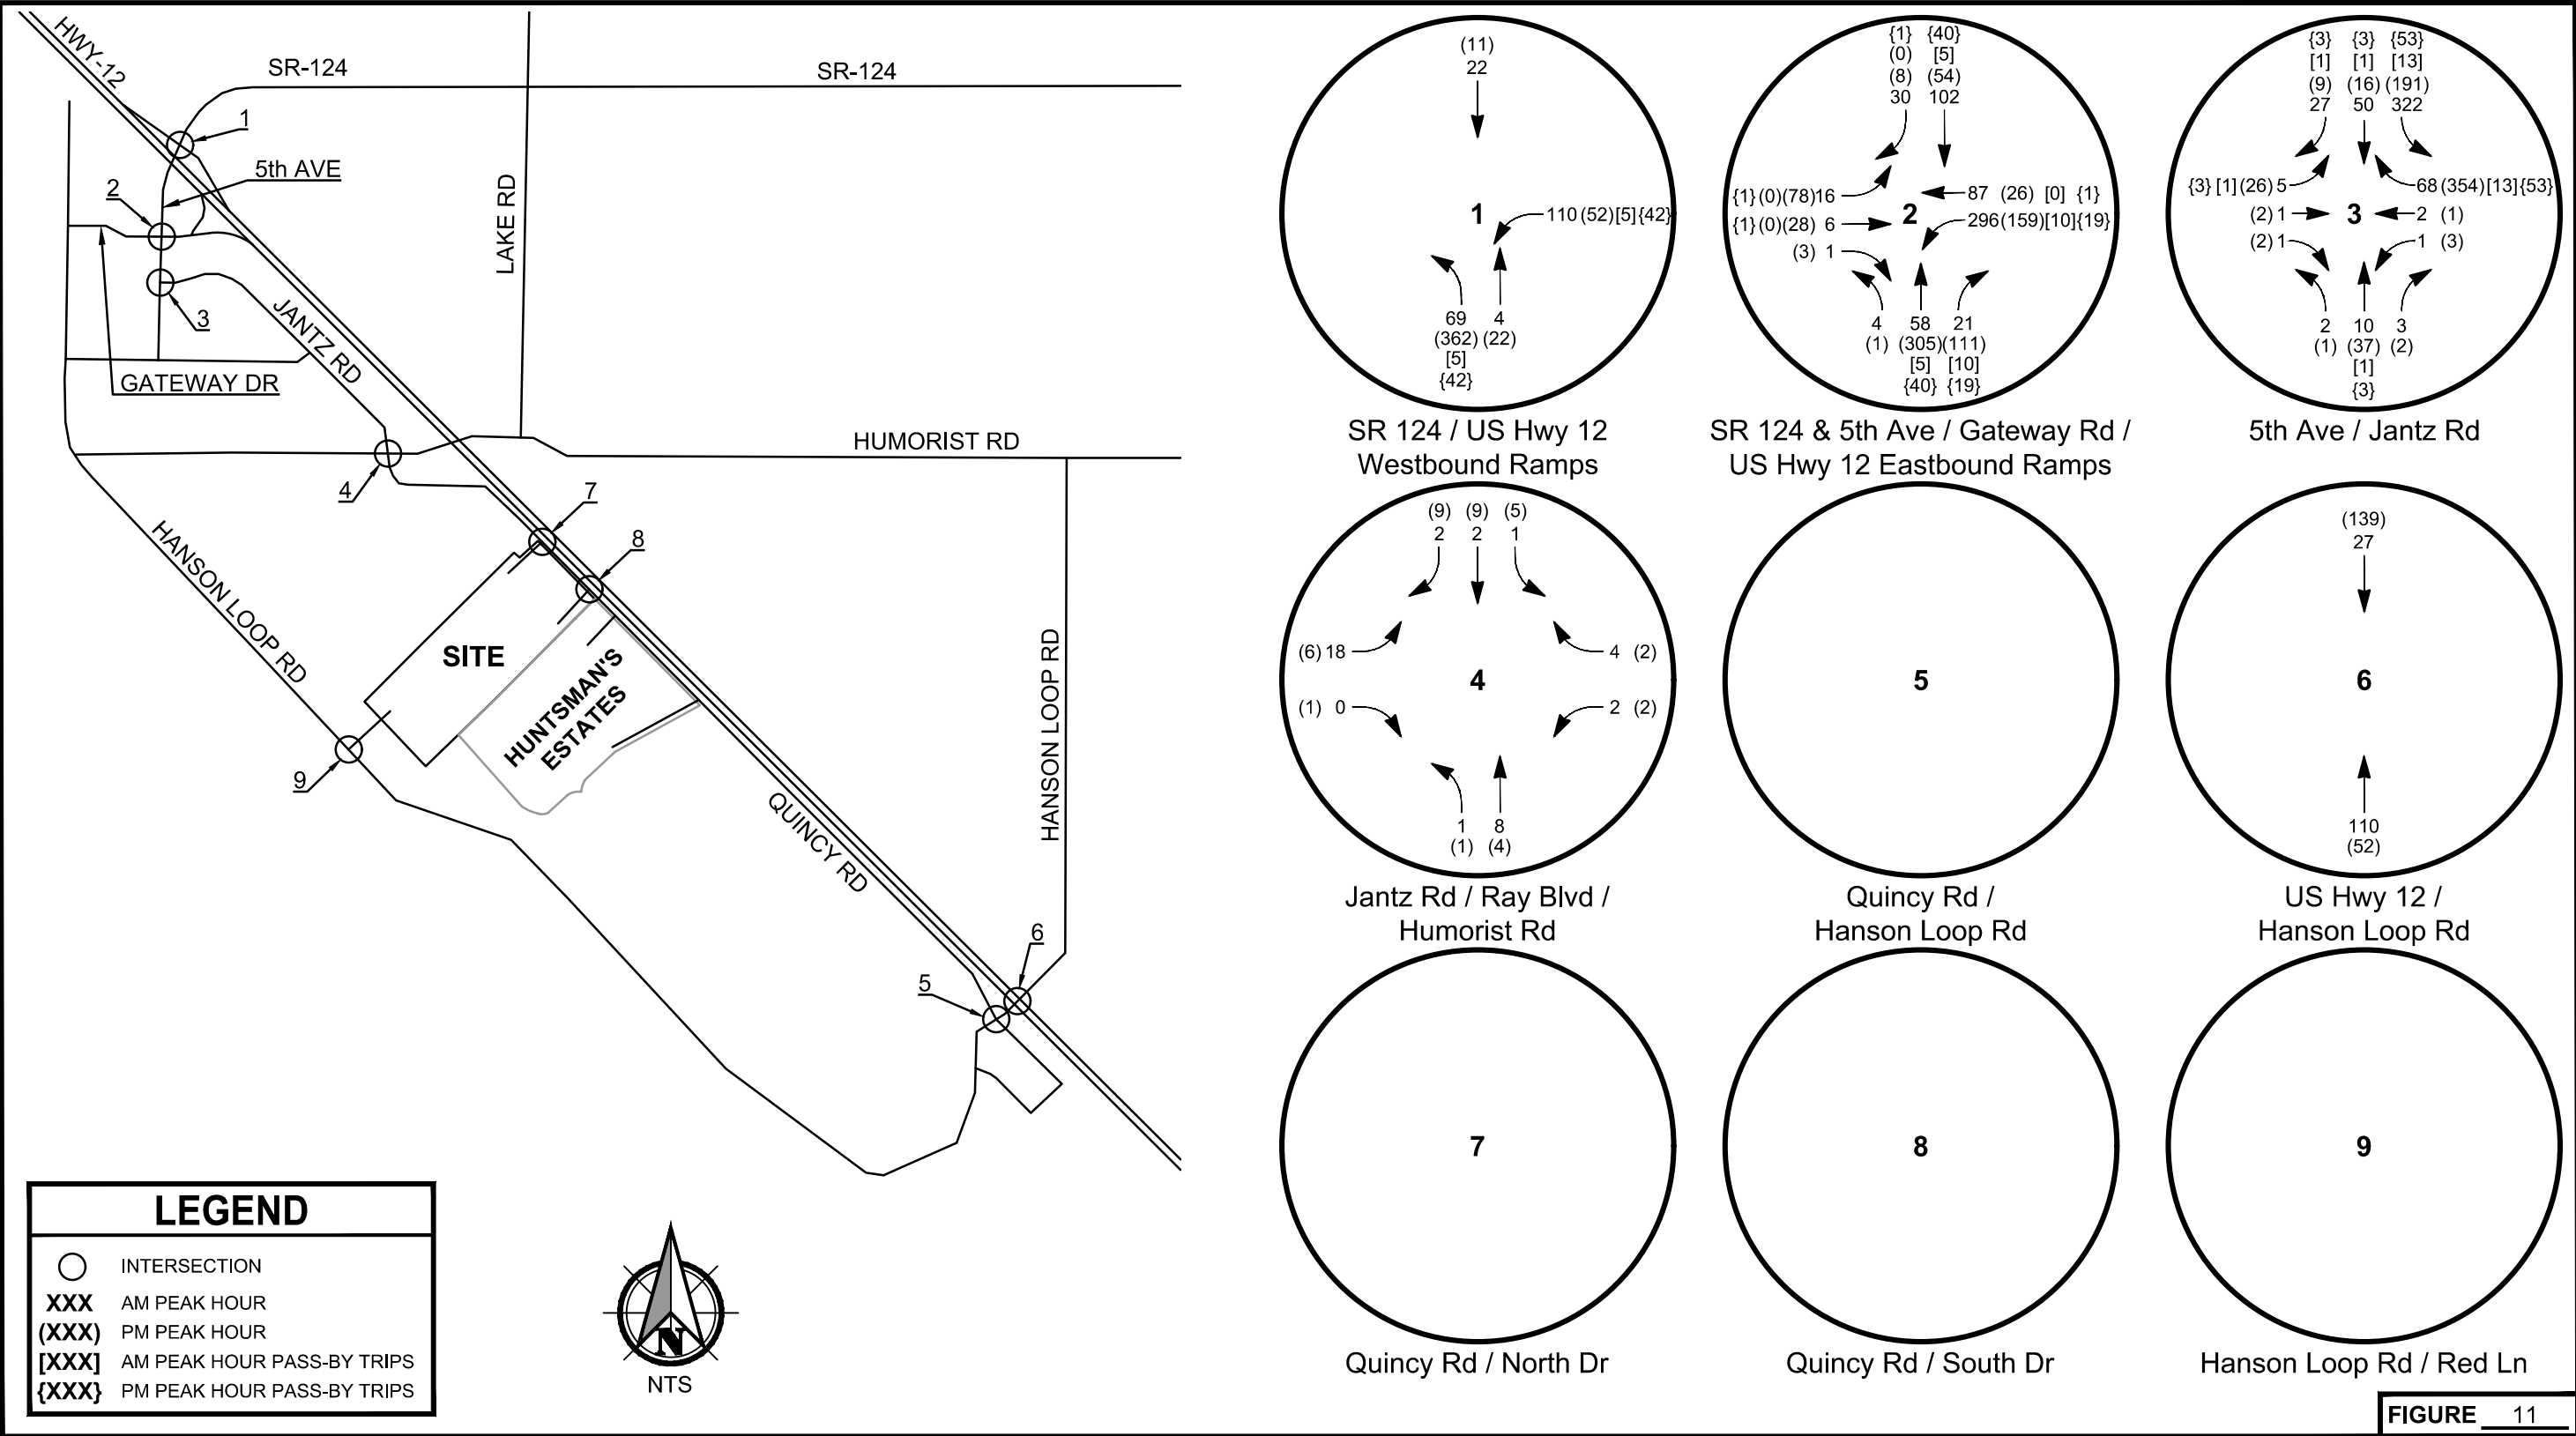 HWY-12
SR-124
SR-124
1
5th AVE
2
LAKE RD
3
JANTZ RD
GATEWAY DR
HUMORIST RD
4
7
8
HANSON LOOP RD
SITE
HUNTSMAN'S
ESTATES
HANSON LOOP RD
9
QUINCY RD
6
5
LEGEND
INTERSECTION
XXX AM PEAK HOUR
(XXX) PM PEAK HOUR
[XXX] AM PEAK HOUR PASS-BY TRIPS
{XXX} PM PEAK HOUR PASS-BY TRIPS
N
NTS
(11)
22
1
110(52)[5]{42}
69 4
(362)(22)
[5]
{42}
SR 124 / US Hwy 12
Westbound Ramps
{1} {40}
(0) [5]
(8) (54)
30 102
{1}(0)(78)16
87 (26) [0] {1}
2
{1}(0)(28) 6
296(159)[10]{19}
(3) 1
4 58 21
(1) (305)(111)
[5] [10]
{40} {19}
SR 124 & 5th Ave / Gateway Rd /
US Hwy 12 Eastbound Ramps
{3} {3} {53}
[1] [1] [13]
(9) (16)(191)
27 50 322
{3}[1](26)5
68(354)[13]{53}
(2)1
3
2 (1)
(2)1
1 (3)
2 10 3
(1) (37) (2)
[1]
{3}
5th Ave / Jantz Rd
(9) (9) (5)
2 2 1
(6)18
4 (2)
4
(1) 0
2 (2)
1 8
(1) (4)
Jantz Rd / Ray Blvd /
Humorist Rd
5
Quincy Rd /
Hanson Loop Rd
(139)
27
6
110
(52)
US Hwy 12 /
Hanson Loop Rd
7
Quincy Rd / North Dr
8
Quincy Rd / South Dr
9
Hanson Loop Rd / Red Ln
FIGURE 11